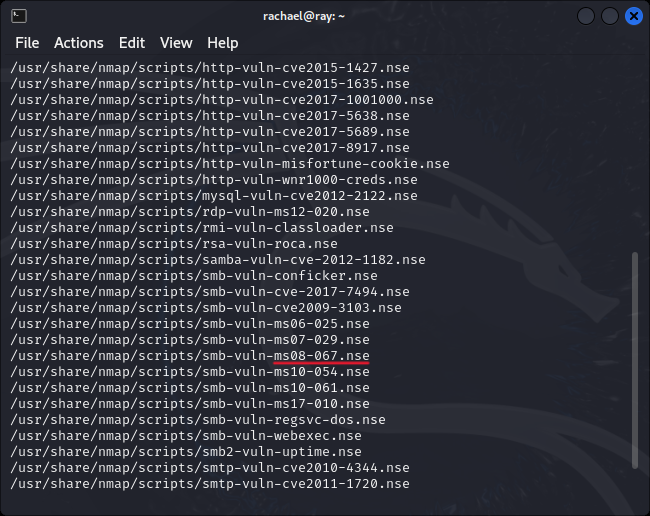 rachael@ray: ~
File Actions Edit View Help
/usr/share/nmap/scripts/http-vuln-cve2015-1427.nse
/usr/share/nmap/scripts/http-vuln-cve2015-1635.nse
/usr/share/nmap/scripts/http-vuln-cve2017-1001000.nse
/usr/share/nmap/scripts/http-vuln-cve2017-5638.nse
/usr/share/nmap/scripts/http-vuln-cve2017-5689.nse
/usr/share/nmap/scripts/http-vuln-cve2017-8917.nse
/usr/share/nmap/scripts/http-vuln-misfortune-cookie.nse
/usr/share/nmap/scripts/http-vuln-wnr1000-creds.nse
/usr/share/nmap/scripts/mysql-vuln-cve2012-2122.nse
/usr/share/nmap/scripts/rdp-vuln-ms12-020.nse
/usr/share/nmap/scripts/rmi-vuln-classloader.nse
/usr/share/nmap/scripts/rsa-vuln-roca.nse
/usr/share/nmap/scripts/samba-vuln-cve-2012-1182.nse
/usr/share/nmap/scripts/smb-vuln-conficker.nse
/usr/share/nmap/scripts/smb-vuln-cve-2017-7494.nse
/usr/share/nmap/scripts/smb-vuln-cve2009-3103.nse
/usr/share/nmap/scripts/smb-vuln-ms06-025.nse
/usr/share/nmap/scripts/smb-vuln-ms07-029.nse
/usr/share/nmap/scripts/smb-vuln-ms08-067.nse
/usr/share/nmap/scripts/smb-vuln-ms10-054.nse
/usr/share/nmap/scripts/smb-vuln-ms10-061.nse
/usr/share/nmap/scripts/smb-vuln-ms17-010.nse
/usr/share/nmap/scripts/smb-vuln-regsvc-dos.nse
/usr/share/nmap/scripts/smb-vuln-webexec.nse
/usr/share/nmap/scripts/smb2-vuln-uptime.nse
/usr/share/nmap/scripts/smtp-vuln-cve2010-4344.nse
/usr/share/nmap/scripts/smtp-vuln-cve2011-1720.nse